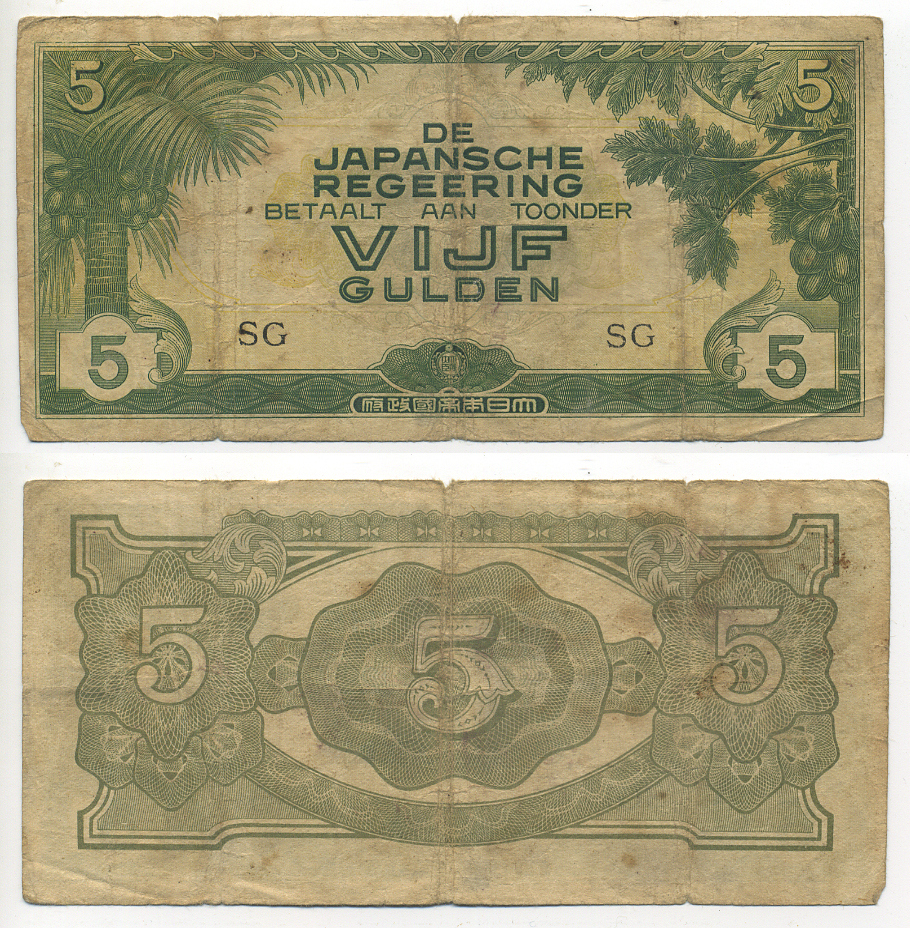 5 5
DE
JAPANSCHE
REGEERING
BETAALT AAN TOONDER
VIJF
GULDEN
SG SG
5 5
府政國帝本日大
5 5 5